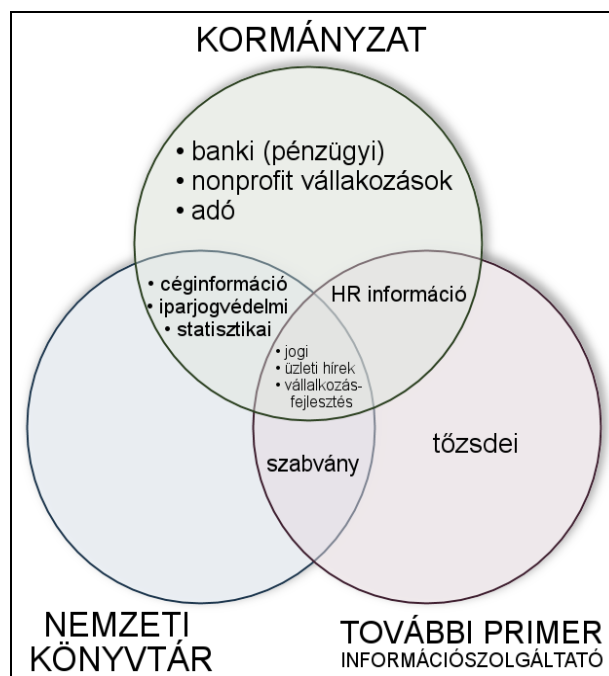 KORMÁNYZAT
• banki (pénzügyi)
• nonprofit vállakozások
• adó
• céginformáció
• iparjogvédelmi
• statisztikai
HR információ
• jogi
• üzleti hírek
• vállalkozás-
fejlesztés
szabvány
tőzsdei
NEMZETI
KÖNYVTÁR
TOVÁBBI PRIMER
INFORMÁCIÓSZOLGÁLTATÓ